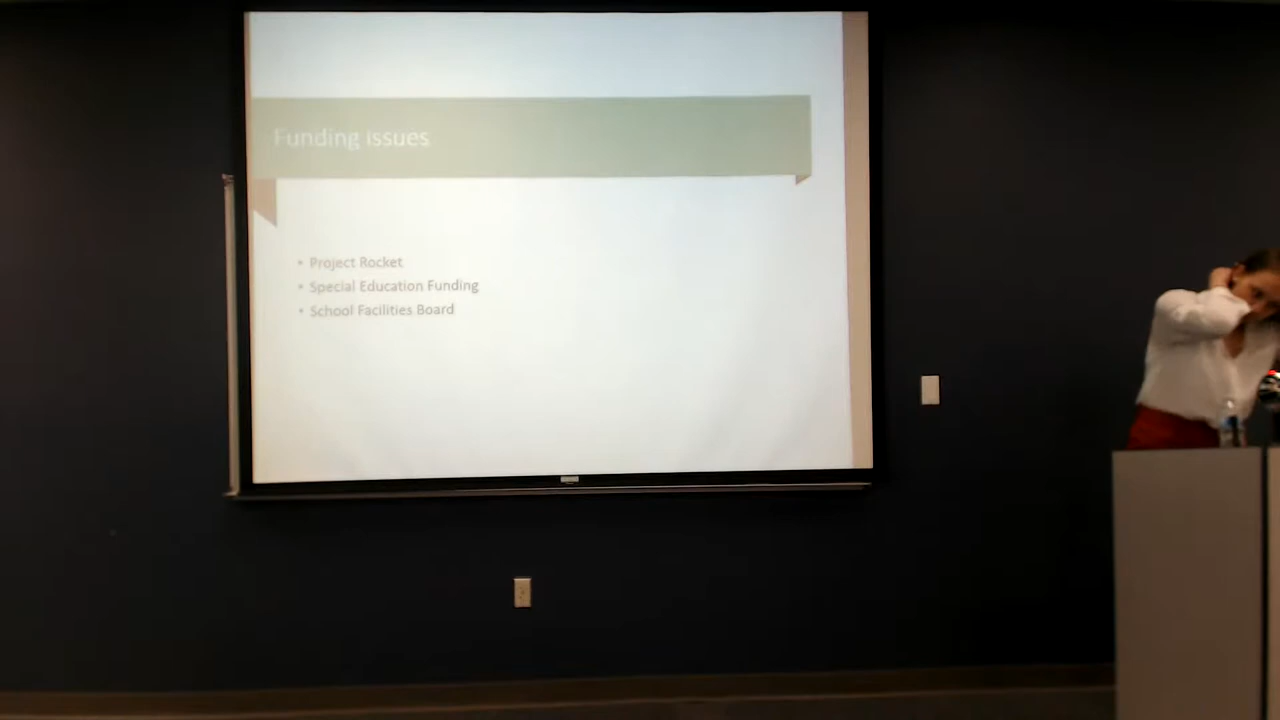 Funding issues
• Project Rocket
• Special Education Funding
• School Facilities Board